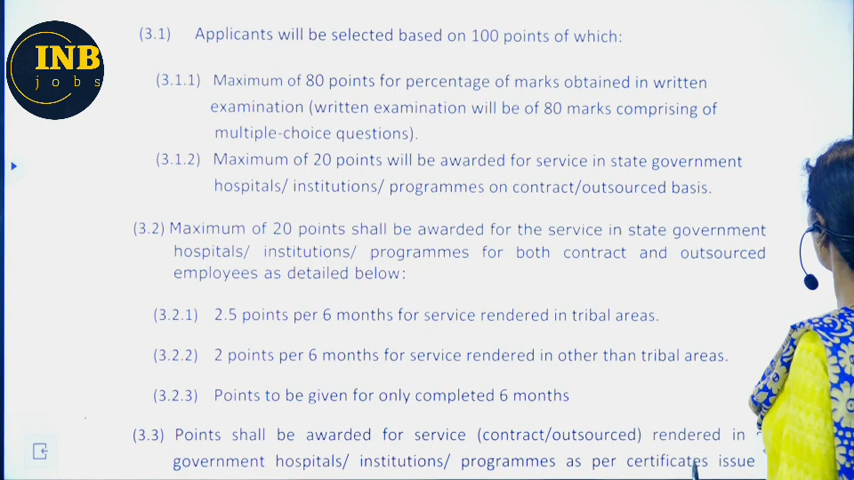 INB
jobs
(3.1) Applicants will be selected based on 100 points of which:
(3.1.1) Maximum of 80 points for percentage of marks obtained in written
examination (written examination will be of 80 marks comprising of
multiple-choice questions).
(3.1.2) Maximum of 20 points will be awarded for service in state government
hospitals/ institutions/ programmes on contract/outsourced basis.
(3.2) Maximum of 20 points shall be awarded for the service in state government
hospitals/ institutions/ programmes for both contract and outsourced
employees as detailed below:
(3.2.1) 2.5 points per 6 months for service rendered in tribal areas.
(3.2.2) 2 points per 6 months for service rendered in other than tribal areas.
(3.2.3) Points to be given for only completed 6 months
(3.3) Points shall be awarded for service (contract/outsourced) rendered in
government hospitals/ institutions/ programmes as per certificates issue